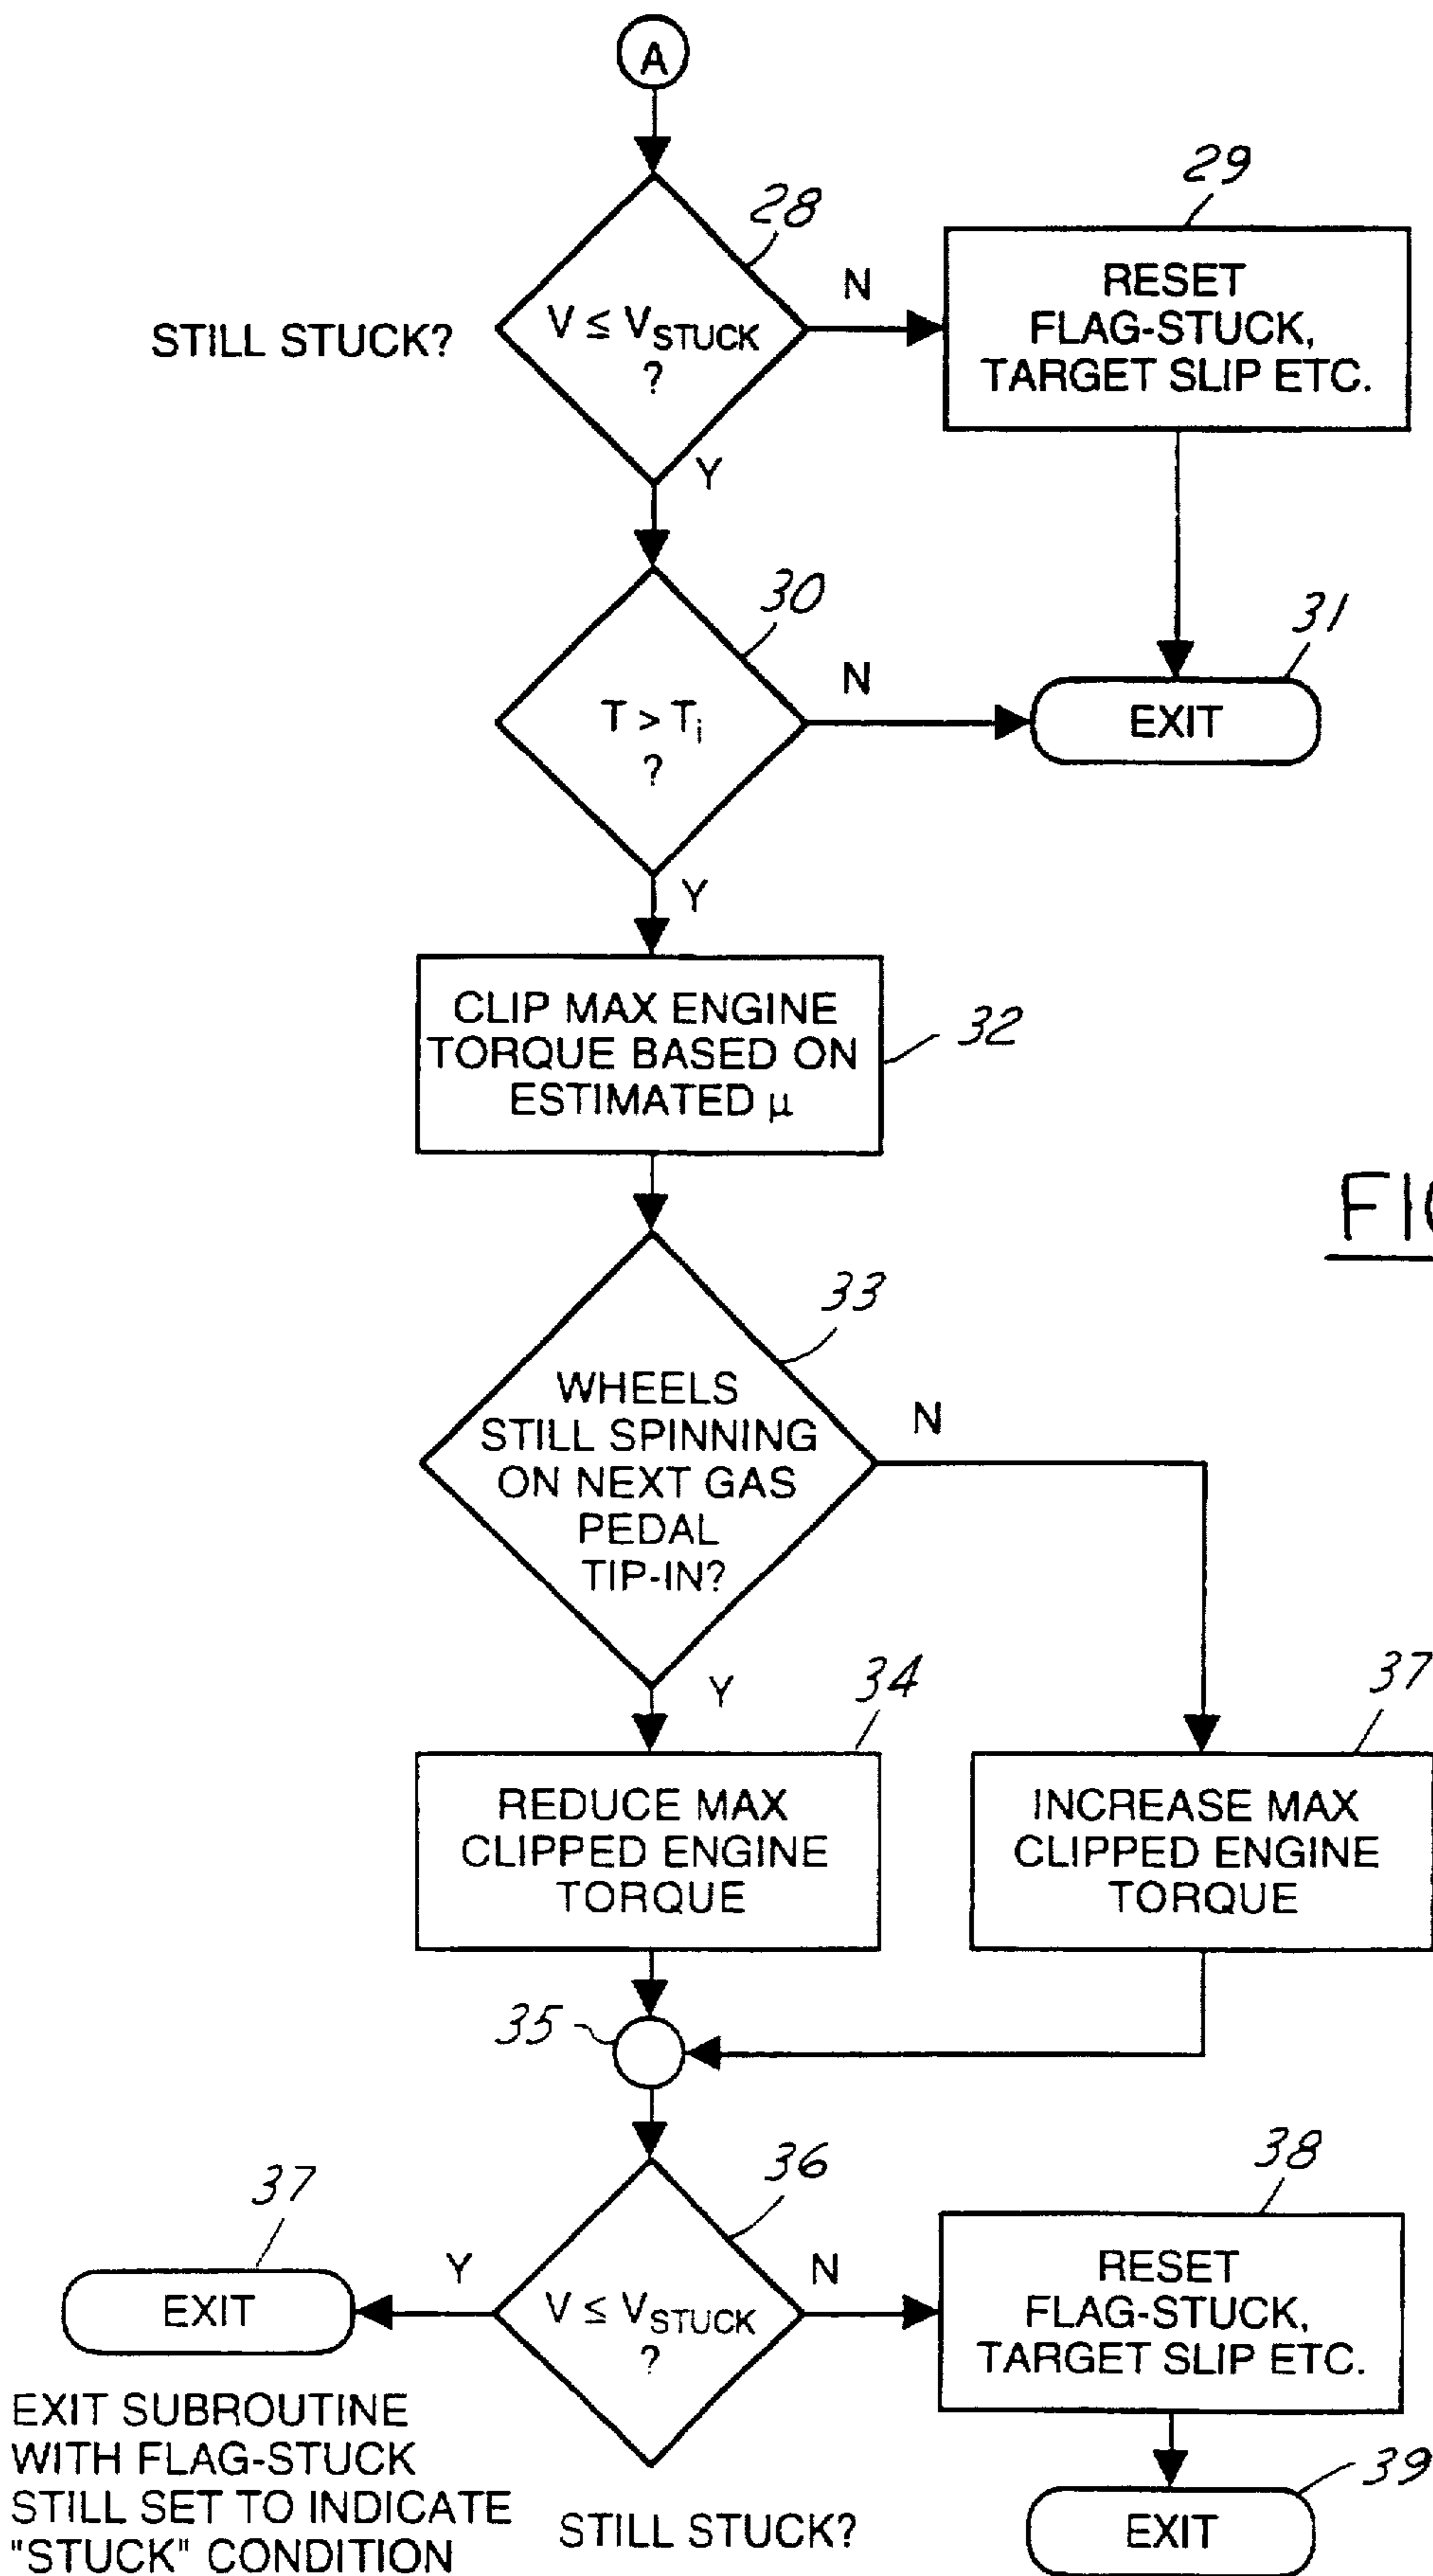 A
28
29
STILL STUCK?
V ≤ VSTUCK
?
N
RESET
FLAG-STUCK,
TARGET SLIP ETC.
Y
30
31
T > Ti
?
N
EXIT
Y
CLIP MAX ENGINE
TORQUE BASED ON
ESTIMATED µ
32
33
WHEELS
STILL SPINNING
ON NEXT GAS
PEDAL
TIP-IN?
N
Y
34
37
REDUCE MAX
CLIPPED ENGINE
TORQUE
INCREASE MAX
CLIPPED ENGINE
TORQUE
35
36
37
38
EXIT
Y
V ≤ VSTUCK
?
N
RESET
FLAG-STUCK,
TARGET SLIP ETC.
EXIT SUBROUTINE
WITH FLAG-STUCK
STILL SET TO INDICATE
"STUCK" CONDITION
STILL STUCK?
EXIT
39